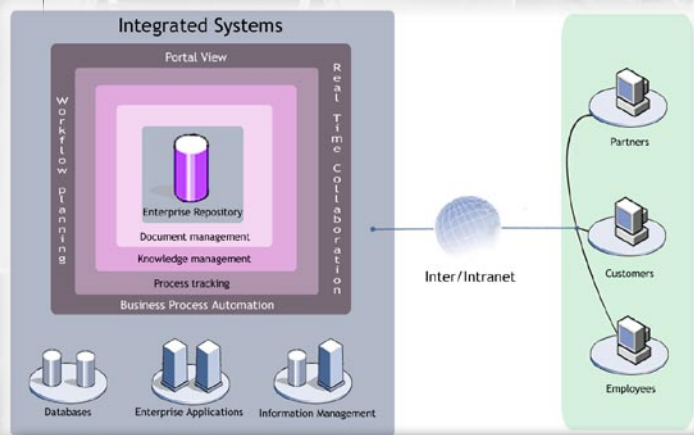 Integrated Systems
Portal View
Workflow planning
Real Time Collaboration
Enterprise Repository
Document management
Knowledge management
Process tracking
Business Process Automation
Databases
Enterprise Applications
Information Management
Inter/Intranet
Partners
Customers
Employees